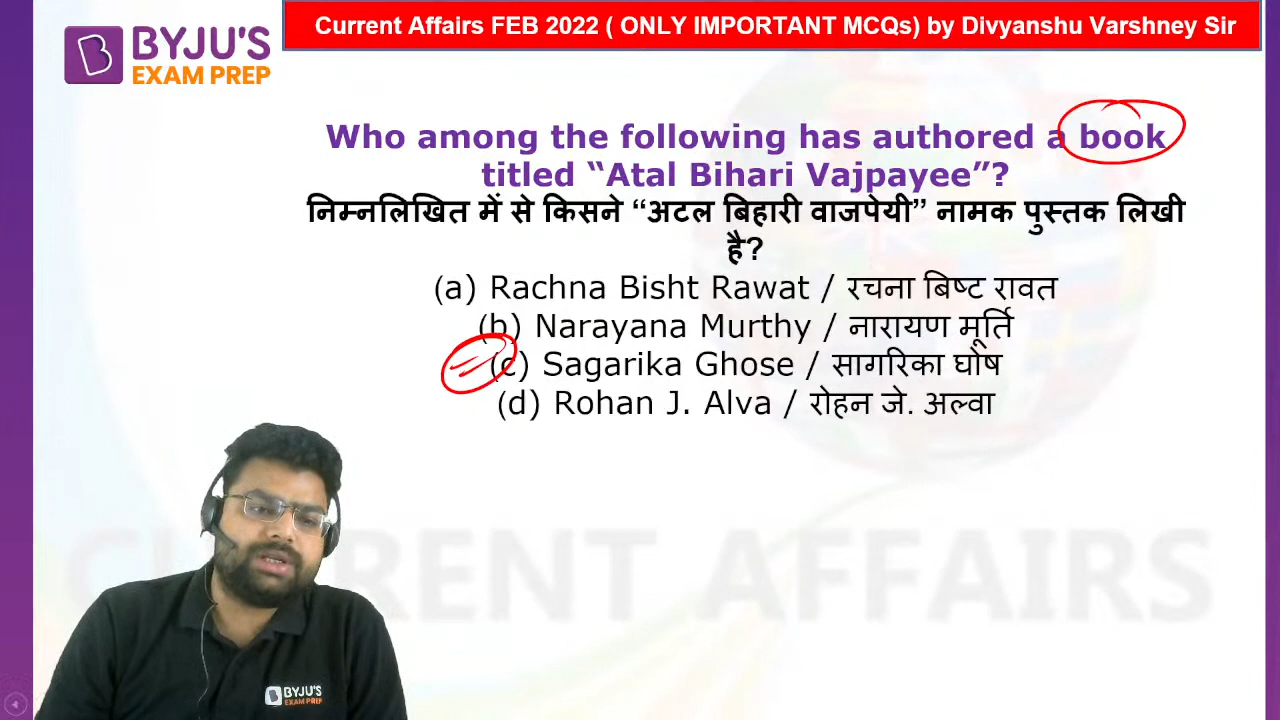 Current Affairs FEB 2022 ( ONLY IMPORTANT MCQs) by Divyanshu Varshney Sir
BYJU'S
EXAM PREP
Who among the following has authored a book
titled “Atal Bihari Vajpayee”?
निम्नलिखित में से किसने “अटल बिहारी वाजपेयी” नामक पुस्तक लिखी
है?
(a) Rachna Bisht Rawat / रचना बिष्ट रावत
(b) Narayana Murthy / नारायण मूर्ति
(c) Sagarika Ghose / सागरिका घोष
(d) Rohan J. Alva / रोहन जे. अल्वा
CURRENT AFFAIRS
BYJU'S
EXAM PREP